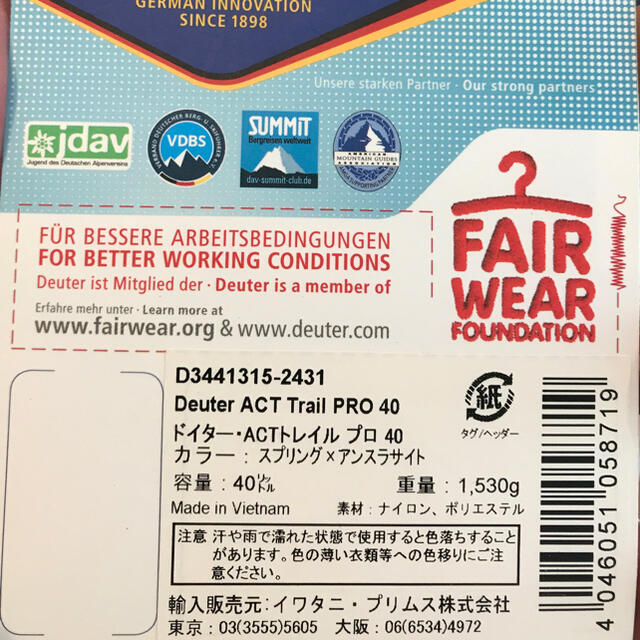 GERMAN INNOVATION
SINCE 1898
Unsere starken Partner · Our strong partners
jdav
Jugend des Deutschen Alpenvereins
VERBAND DEUTSCHER BERG- U. SKIFÜHRER E.V.
VDBS
SUMMIT
Bergreisen weltweit
dav-summit-club.de
AMERICAN
MOUNTAIN GUIDES
ASSOCIATION
AMGA SUPPORTING PARTNER
FÜR BESSERE ARBEITSBEDINGUNGEN
FOR BETTER WORKING CONDITIONS
Deuter ist Mitglied der · Deuter is a member of
Erfahre mehr unter · Learn more at
www.fairwear.org & www.deuter.com
FAIR
WEAR
FOUNDATION
D3441315-2431
Deuter ACT Trail PRO 40
ドイター・ACTトレイル プロ 40
カラー : スプリング×アンスラサイト
容量 : 40㍑ 重量 : 1,530g
Made in Vietnam 素材 : ナイロン、ポリエステル
紙
タグ/ヘッダー
注意 汗や雨で濡れた状態で使用すると色落ちすること
があります。色の薄い衣類等への色移りにご注
意ください。
輸入販売元: イワタニ・プリムス株式会社
東京 : 03(3555)5605 大阪 : 06(6534)4972
4 046051 058719